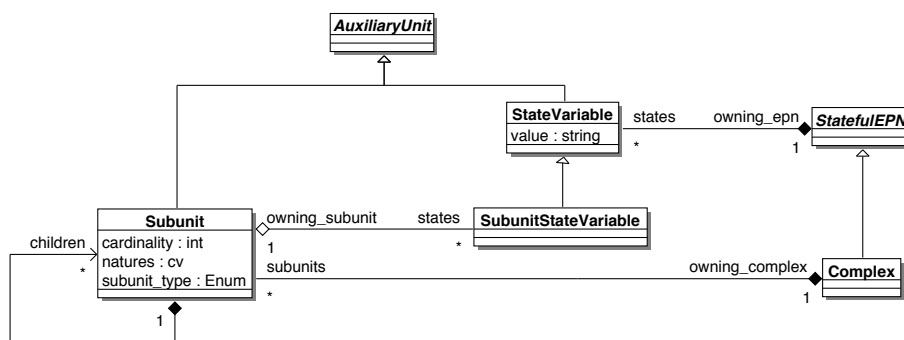 AuxiliaryUnit
StateVariable
value : string
states
owning_epn
*
1
StatefulEPN
Subunit
cardinality : int
natures : cv
subunit_type : Enum
owning_subunit
states
1
*
SubunitStateVariable
children
*
subunits
owning_complex
*
1
Complex
1